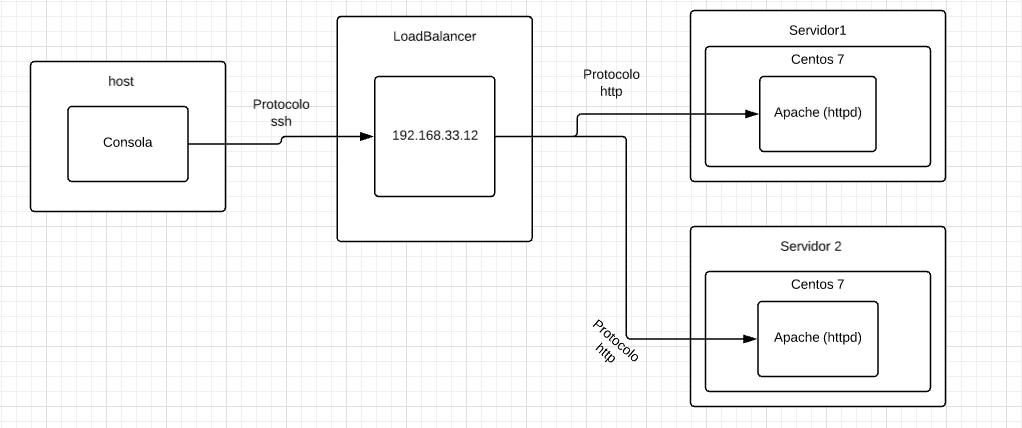 host
Consola
Protocolo
ssh
LoadBalancer
192.168.33.12
Protocolo
http
Servidor1
Centos 7
Apache (httpd)
Protocolo
http
Servidor 2
Centos 7
Apache (httpd)